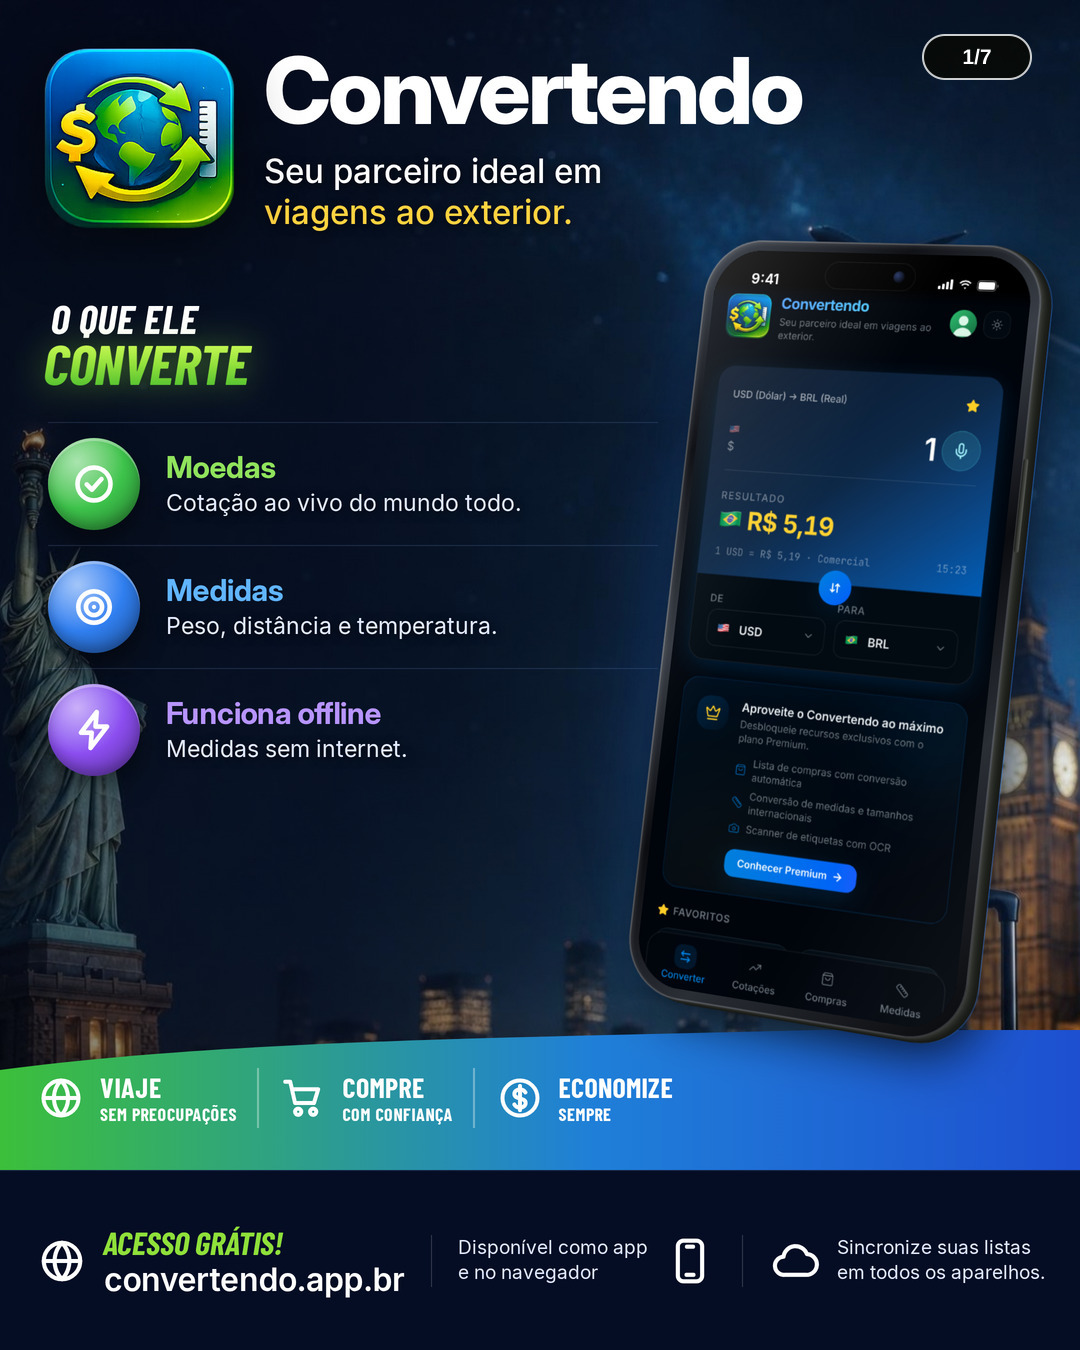 Convertendo
1/7
Seu parceiro ideal em
viagens ao exterior.
O QUE ELE
CONVERTE
Moedas
Cotação ao vivo do mundo todo.
Medidas
Peso, distância e temperatura.
Funciona offline
Medidas sem internet.
9:41
Convertendo
Seu parceiro ideal em viagens ao
exterior.
USD (Dólar) → BRL (Real)
$
1
RESULTADO
R$ 5,19
1 USD = R$ 5,19 · Comercial
15:23
DE
PARA
USD
BRL
Aproveite o Convertendo ao máximo
Desbloqueie recursos exclusivos com o
plano Premium.
Lista de compras com conversão
automática
Conversão de medidas e tamanhos
internacionais
Scanner de etiquetas com OCR
Conhecer Premium →
FAVORITOS
Converter
Cotações
Compras
Medidas
VIAJE
SEM PREOCUPAÇÕES
COMPRE
COM CONFIANÇA
ECONOMIZE
SEMPRE
ACESSO GRÁTIS!
convertendo.app.br
Disponível como app
e no navegador
Sincronize suas listas
em todos os aparelhos.